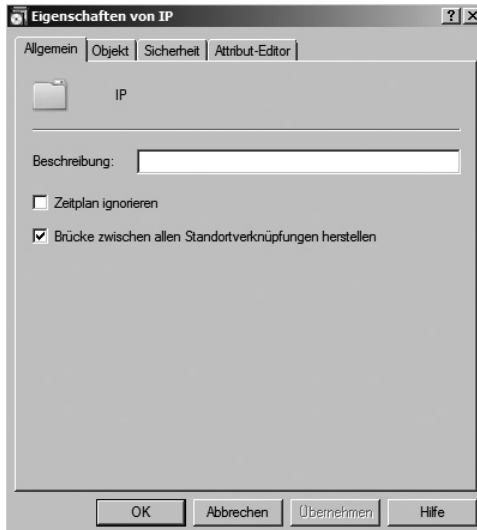 Eigenschaften von IP
Allgemein Objekt Sicherheit Attribut-Editor
IP
Beschreibung:
Zeitplan ignorieren
Brücke zwischen allen Standortverknüpfungen herstellen
OK Abbrechen Übernehmen Hilfe